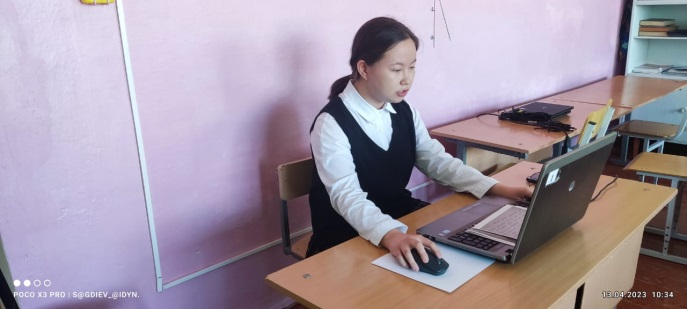 POCO X3 PRO | S@GDIEV_@IDYN.
13.04.2023 10:34